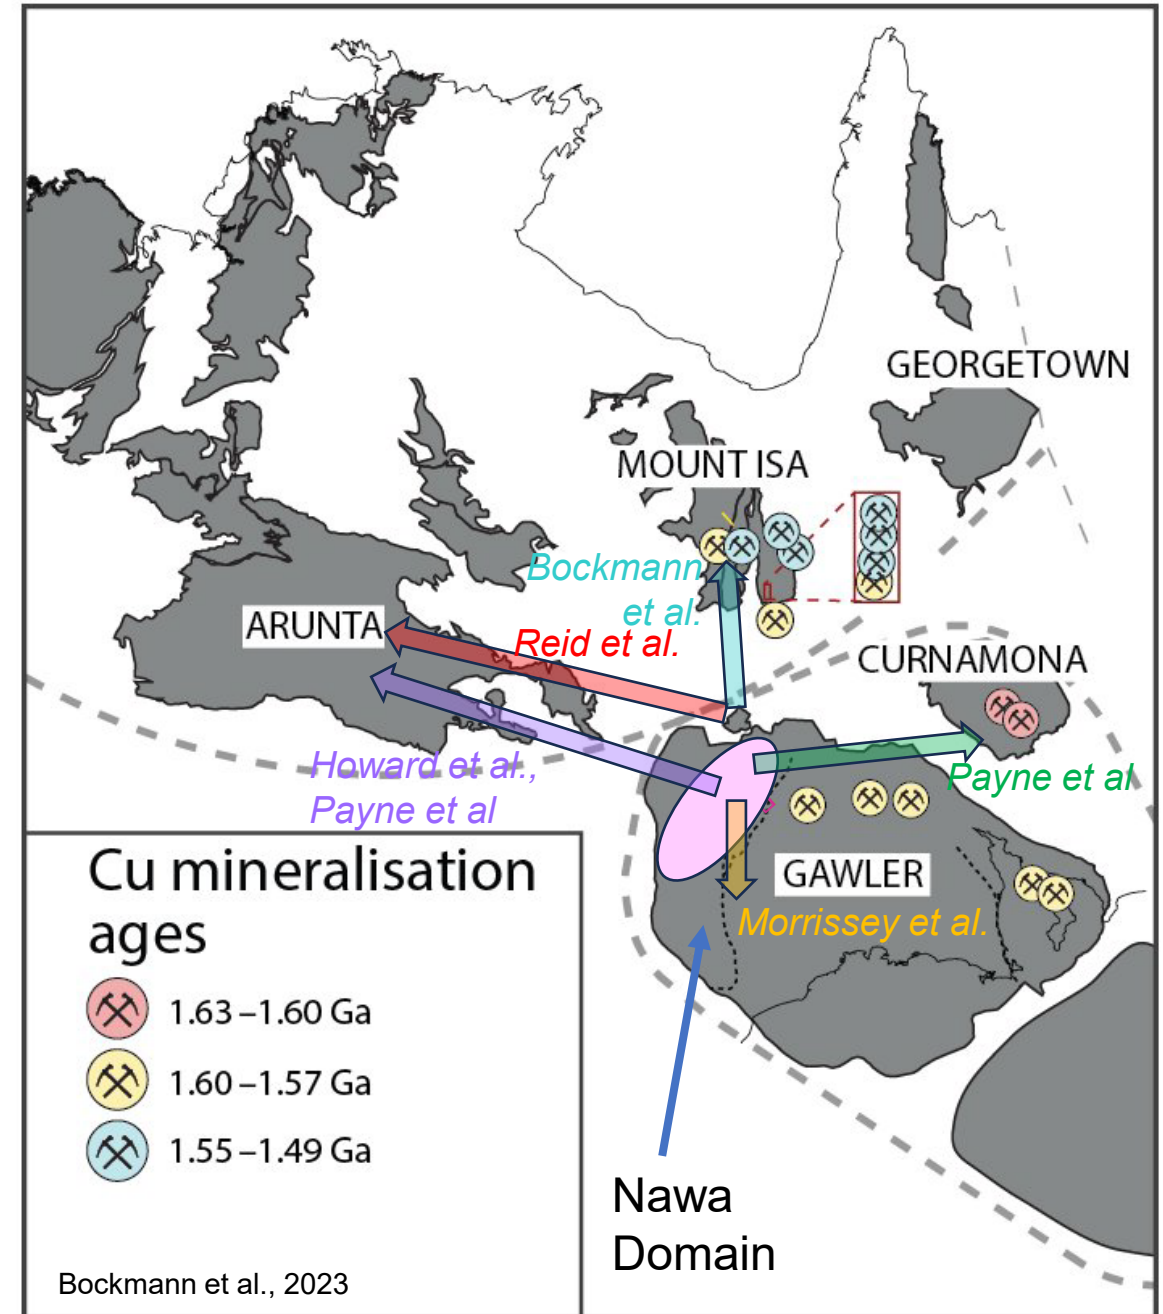 GEORGETOWN
MOUNT ISA
Bockmann
et al.
ARUNTA
Reid et al.
CURNAMONA
Howard et al.,
Payne et al
Payne et al
GAWLER
Morrissey et al.
Cu mineralisation
ages
1.63–1.60 Ga
1.60–1.57 Ga
1.55–1.49 Ga
Nawa
Domain
Bockmann et al., 2023